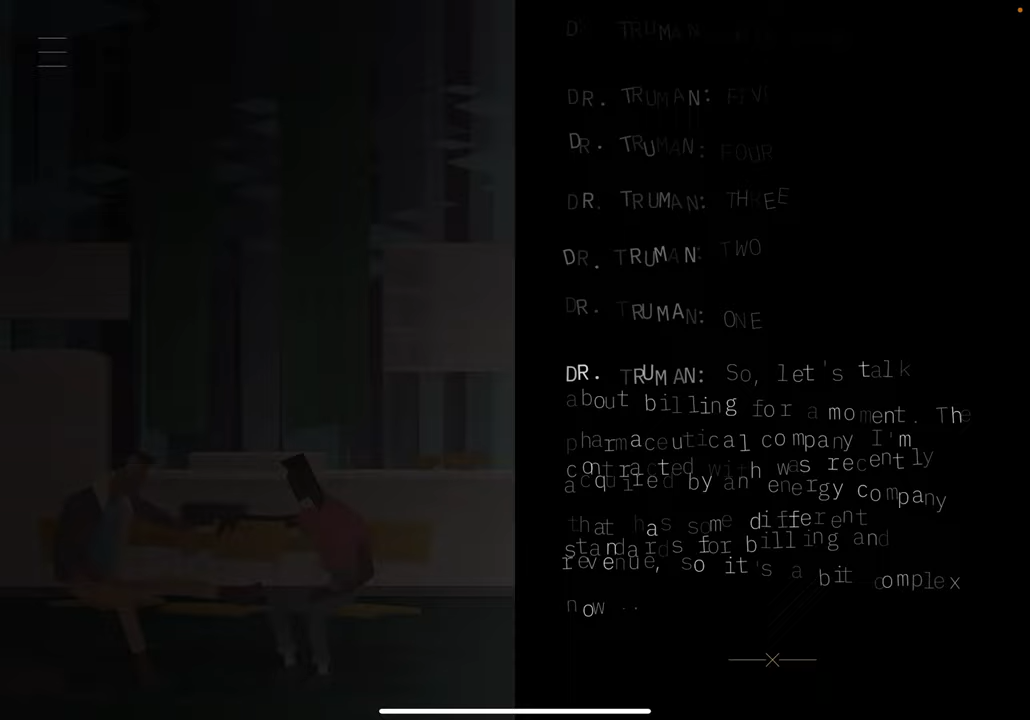 DR. TRUMAN:
DR. TRUMAN: FIVE
DR. TRUMAN: FOUR
DR. TRUMAN: THREE
DR. TRUMAN: TWO
DR. TRUMAN: ONE
DR. TRUMAN: So, let's talk
about billing for a moment. The
pharmaceutical company I'm
contracted with was recently
acquired by an energy company
that has some different
standards for billing and
revenue, so it's a bit complex
now ..